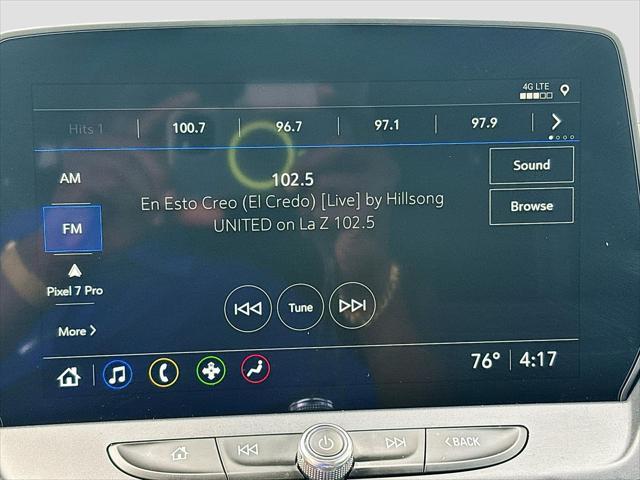 4G LTE
Hits 1 100.7 96.7 97.1 97.9
AM
FM
Pixel 7 Pro
More
102.5
En Esto Creo (El Credo) [Live] by Hillsong
UNITED on La Z 102.5
Sound
Browse
Tune
76° 4:17
BACK